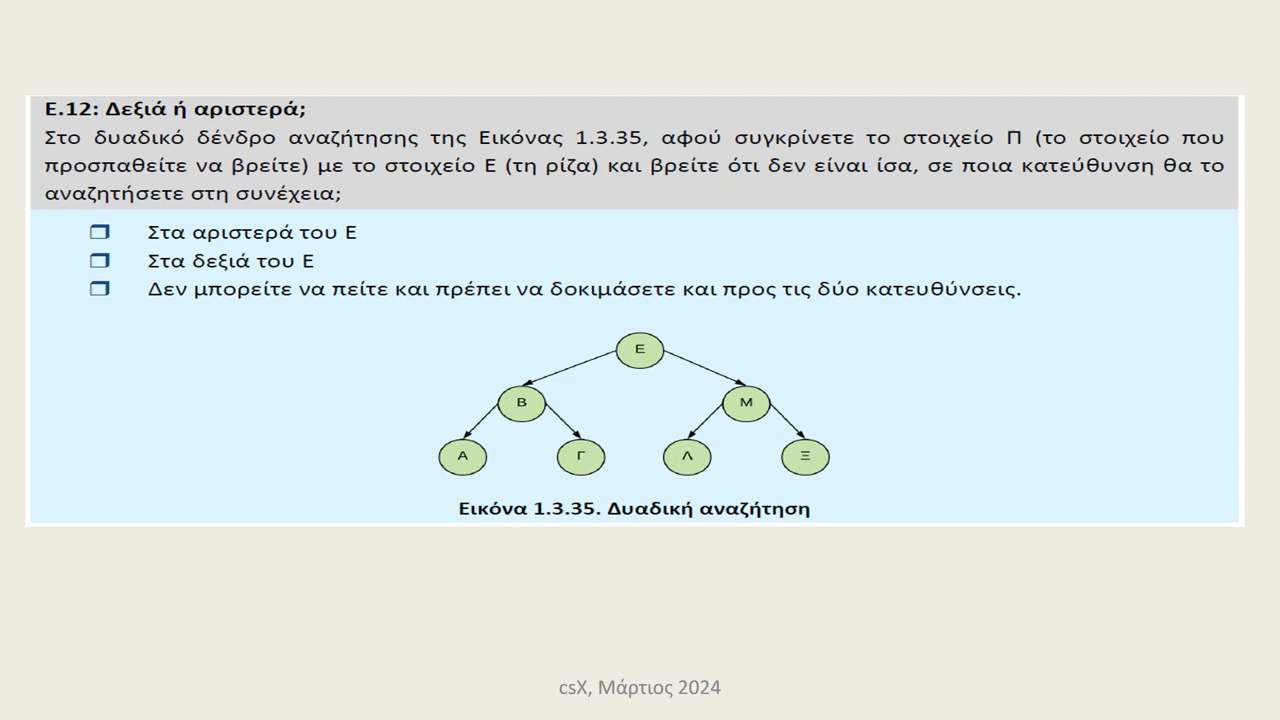 Ε.12: Δεξιά ή αριστερά;
Στο δυαδικό δένδρο αναζήτησης της Εικόνας 1.3.35, αφού συγκρίνετε το στοιχείο Π (το στοιχείο που
προσπαθείτε να βρείτε) με το στοιχείο Ε (τη ρίζα) και βρείτε ότι δεν είναι ίσα, σε ποια κατεύθυνση θα το
αναζητήσετε στη συνέχεια;
Στα αριστερά του Ε
Στα δεξιά του Ε
Δεν μπορείτε να πείτε και πρέπει να δοκιμάσετε και προς τις δύο κατευθύνσεις.
Ε
Β Μ
Α Γ Λ Ξ
Εικόνα 1.3.35. Δυαδική αναζήτηση
csX, Μάρτιος 2024